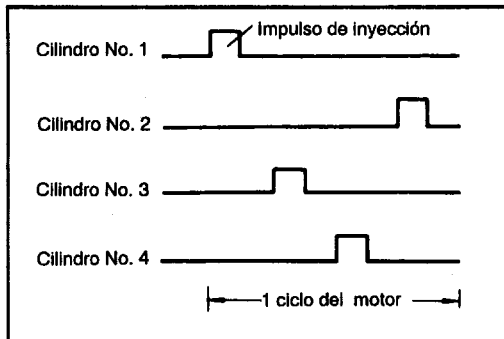 Impulso de inyección
Cilindro No. 1
Cilindro No. 2
Cilindro No. 3
Cilindro No. 4
1 ciclo del motor